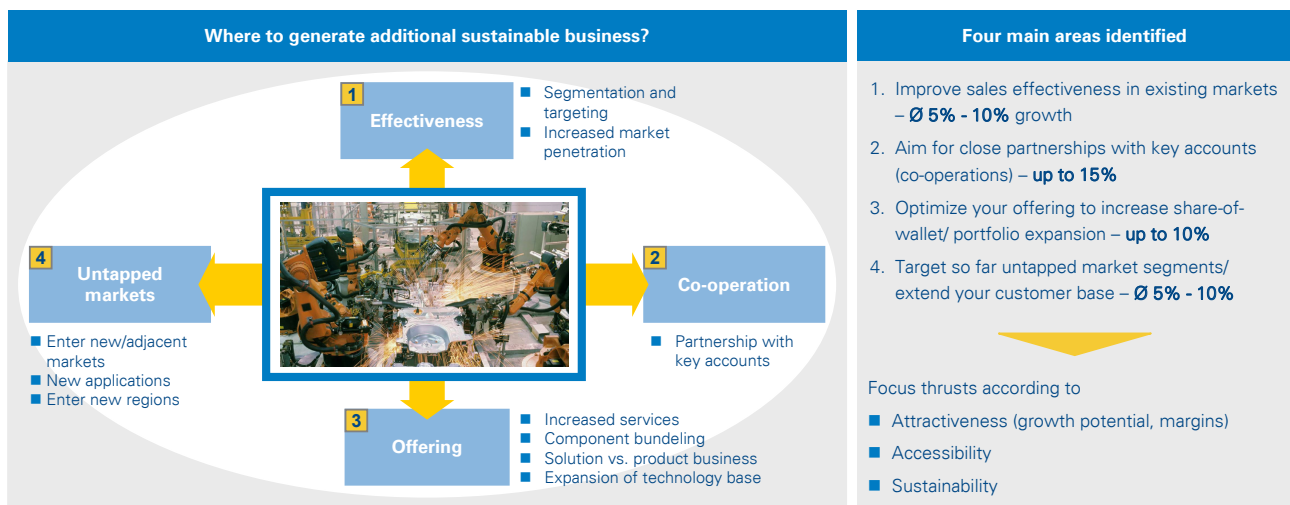 Where to generate additional sustainable business?
1
Effectiveness
■ Segmentation and
targeting
■ Increased market
penetration
4
Untapped
markets
■ Enter new/adjacent
markets
■ New applications
■ Enter new regions
2
Co-operation
■ Partnership with
key accounts
3
Offering
■ Increased services
■ Component bundeling
■ Solution vs. product business
■ Expansion of technology base
Four main areas identified
1. Improve sales effectiveness in existing markets
– Ø 5% - 10% growth
2. Aim for close partnerships with key accounts
(co-operations) – up to 15%
3. Optimize your offering to increase share-of-
wallet/ portfolio expansion – up to 10%
4. Target so far untapped market segments/
extend your customer base – Ø 5% - 10%
Focus thrusts according to
■ Attractiveness (growth potential, margins)
■ Accessibility
■ Sustainability